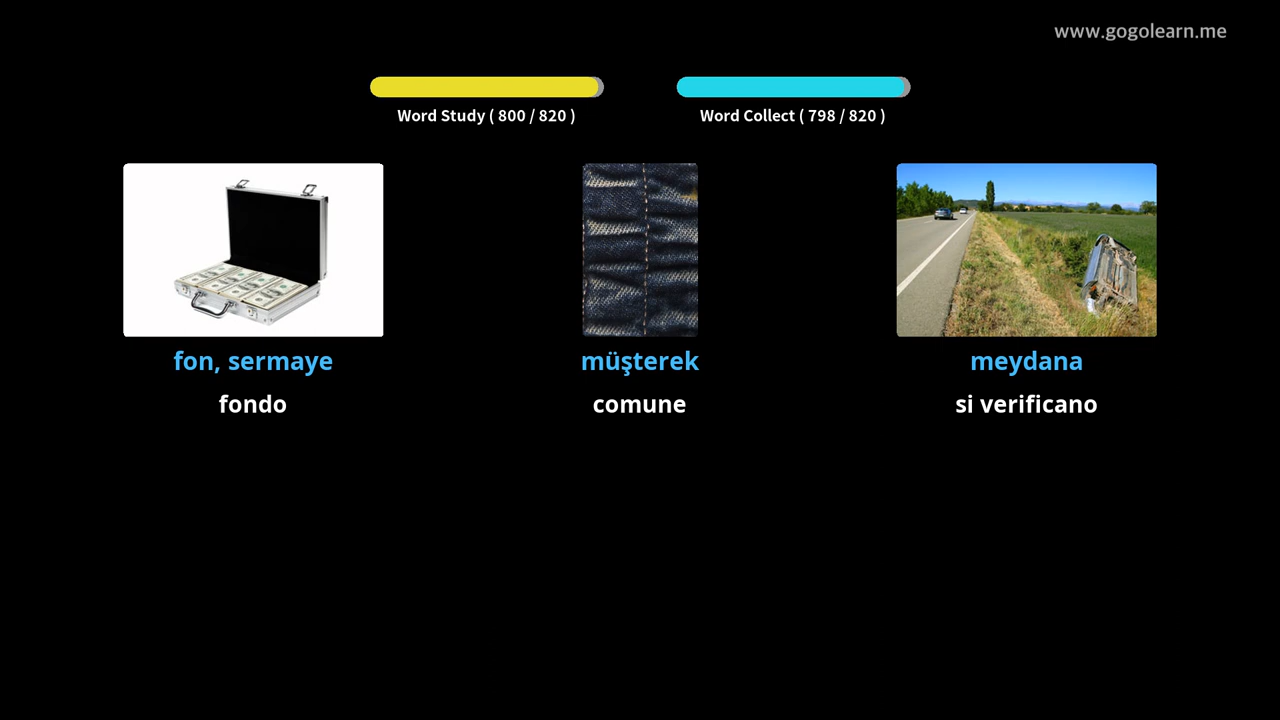 www.gogolearn.me
Word Study ( 800 / 820 )
Word Collect ( 798 / 820 )
fon, sermaye
müşterek
meydana
fondo
comune
si verificano